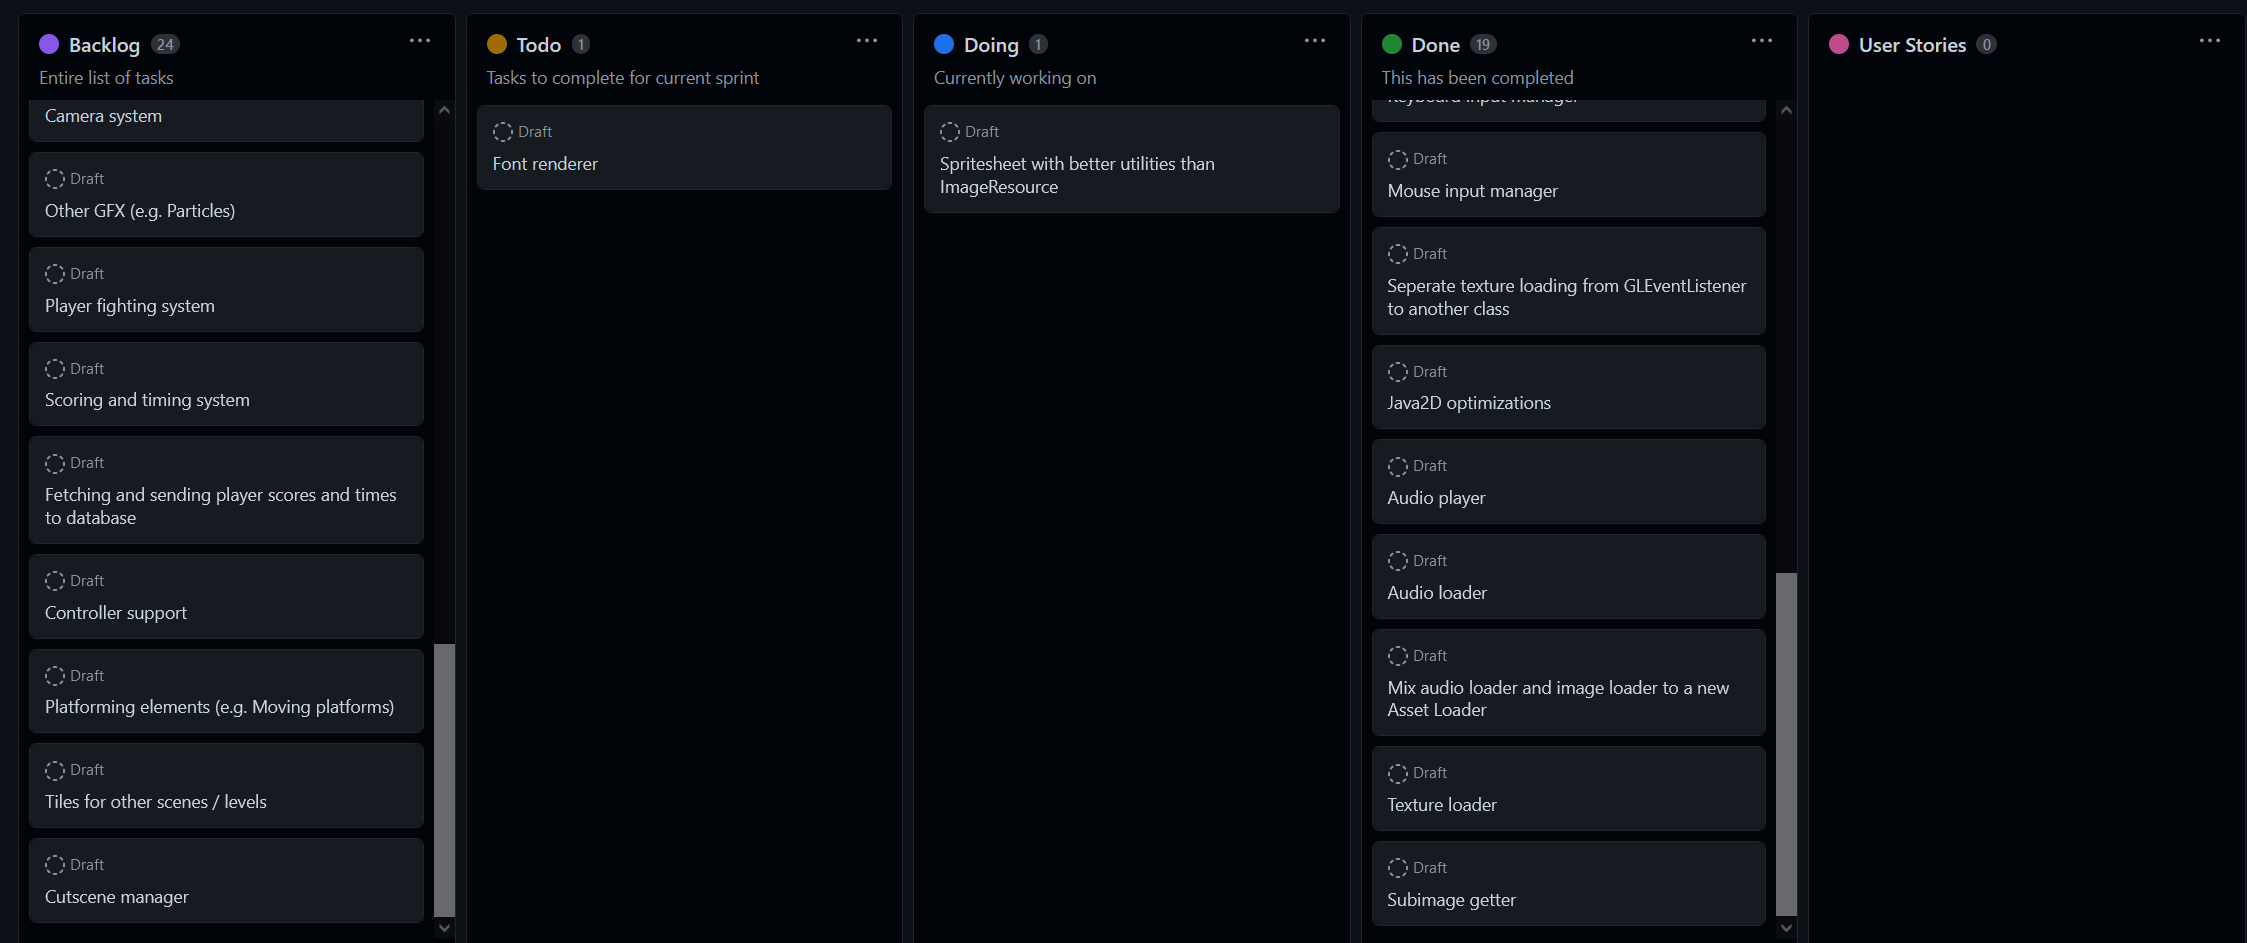 Backlog 24
Entire list of tasks
Camera system
Draft
Other GFX (e.g. Particles)
Draft
Player fighting system
Draft
Scoring and timing system
Draft
Fetching and sending player scores and times
to database
Draft
Controller support
Draft
Platforming elements (e.g. Moving platforms)
Draft
Tiles for other scenes / levels
Draft
Cutscene manager
Todo 1
Tasks to complete for current sprint
Draft
Font renderer
Doing 1
Currently working on
Draft
Spritesheet with better utilities than
ImageResource
Done 19
This has been completed
Keyboard input manager
Draft
Mouse input manager
Draft
Seperate texture loading from GLEventListener
to another class
Draft
Java2D optimizations
Draft
Audio player
Draft
Audio loader
Draft
Mix audio loader and image loader to a new
Asset Loader
Draft
Texture loader
Draft
Subimage getter
User Stories 0